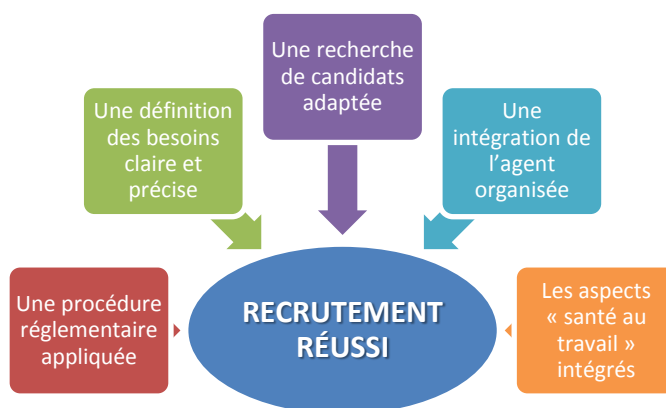 Une recherche
de candidats
adaptée
Une définition
des besoins
claire et
précise
Une
intégration de
l'agent
organisée
Une procédure
réglementaire
appliquée
RECRUTEMENT
RÉUSSI
Les aspects
« santé au
travail »
intégrés